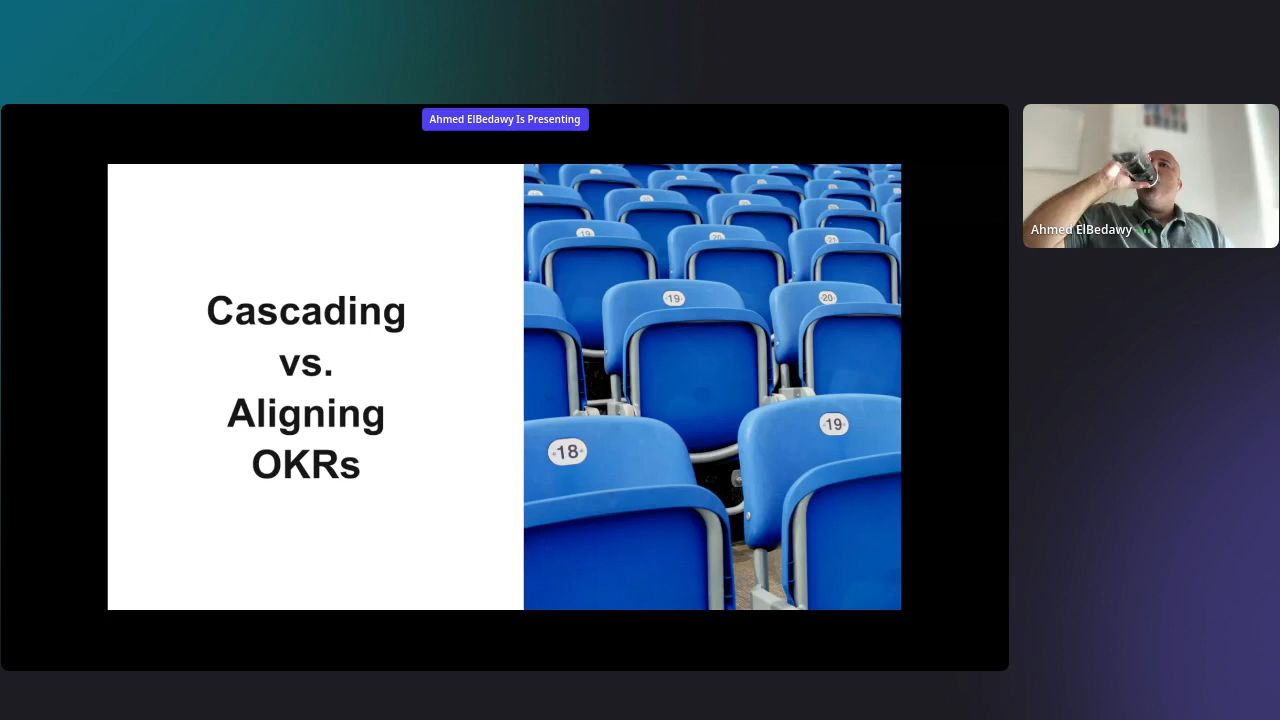 Ahmed ElBedawy Is Presenting
Cascading
vs.
Aligning
OKRs
19
20
21
19
20
18
19
Ahmed ElBedawy